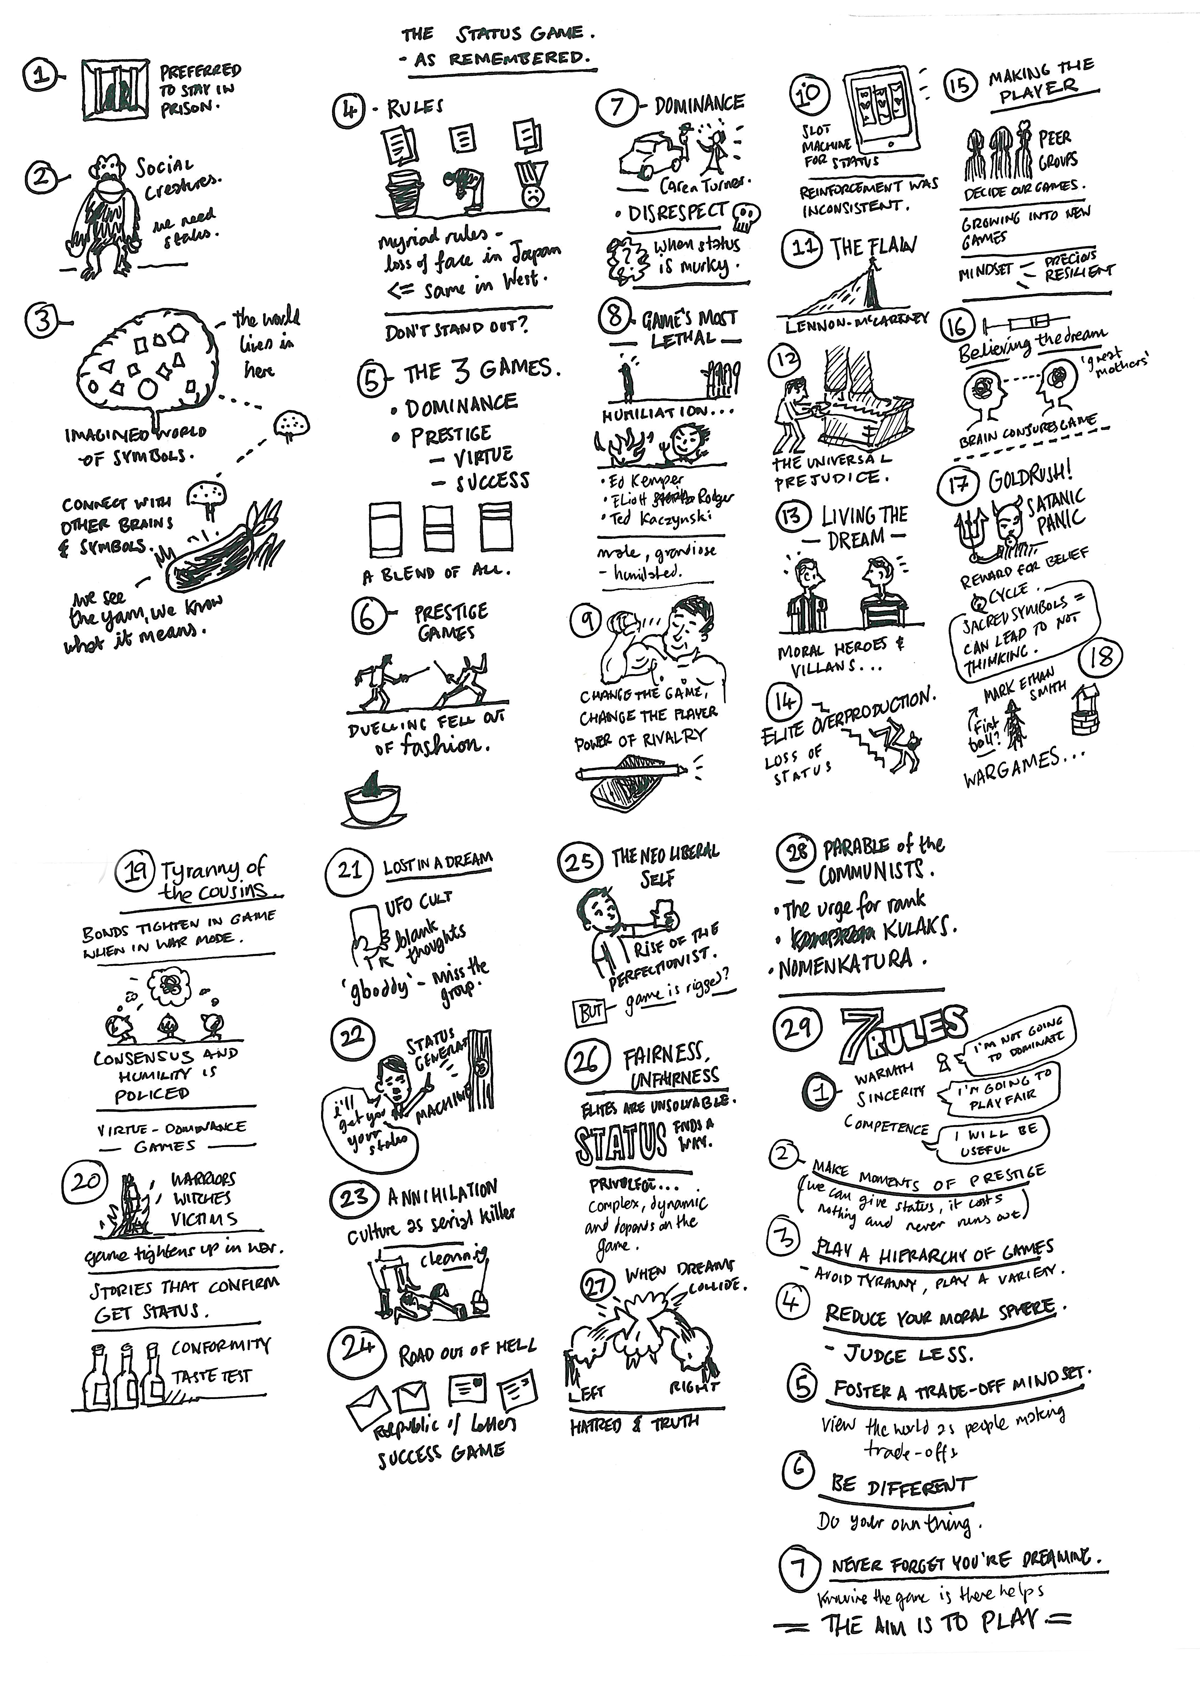 THE STATUS GAME.
- AS REMEMBERED.
1
PREFERRED
TO STAY IN
PRISON.
2
Social
creatures.
we need
status.
3
the world
lives in
here
IMAGINED WORLD
OF SYMBOLS.
CONNECT WITH
OTHER BRAINS
& SYMBOLS.
we see
the yam, we know
what it means.
4 - RULES
myriad rules -
loss of face in Japan
<= same in West.
DON'T STAND OUT?
5 - THE 3 GAMES.
• DOMINANCE
• PRESTIGE
- VIRTUE
- SUCCESS
A BLEND OF ALL.
6 - PRESTIGE
GAMES
DUELLING FELL OUT
OF fashion.
7 - DOMINANCE
Caren Turner.
• DISRESPECT
when status
is murky.
8 - GAME'S MOST
LETHAL -
HUMILIATION...
• Ed Kemper
• Eliott Rodger
• Ted Kaczynski
male, grandiose
- humiliated.
9
CHANGE THE GAME,
CHANGE THE PLAYER
POWER OF RIVALRY
10
SLOT
MACHINE
FOR STATUS
REINFORCEMENT WAS
INCONSISTENT.
11 THE FLAW
LENNON-McCARTNEY
12
THE UNIVERSAL
PREJUDICE.
13 LIVING THE
- DREAM -
MORAL HEROES &
VILLANS...
14
ELITE OVERPRODUCTION.
LOSS OF
STATUS
15 MAKING THE
PLAYER
PEER
GROUPS
DECIDE OUR GAMES.
GROWING INTO NEW
GAMES
MINDSET - PRECIOUS
- RESILIENT
16
Believing the dream
'great
mothers'
BRAIN CONJURES GAME
17 GOLDRUSH!
SATANIC
PANIC
REWARD FOR BELIEF
CYCLE.
SACRED SYMBOLS =
CAN LEAD TO NOT
THINKING.
18
MARK ETHAN
SMITH
First
troll?
WARGAMES...
19 Tyranny of
the cousins.
BONDS TIGHTEN IN GAME
WHEN IN WAR MODE.
CONSENSUS AND
HUMILITY IS
POLICED
VIRTUE-DOMINANCE
- GAMES -
20
WARRIORS
WITCHES
VICTIMS
game tightens up in war.
STORIES THAT CONFIRM
GET STATUS.
CONFORMITY
TASTE TEST
21 LOST IN A DREAM
UFO CULT
blank
thoughts
'gboddy' - miss the
group.
22
STATUS
GENERAT
MACHINE
i'll
get you
your
status
23 ANNIHILATION
culture as serial killer
cleaning
24 ROAD OUT OF HELL
Republic of Letters
SUCCESS GAME
25 THE NEO LIBERAL
SELF
RISE OF THE
PERFECTIONIST.
BUT - game is rigged?
26 FAIRNESS,
UNFAIRNESS
ELITES ARE UNSOLVABLE.
STATUS FINDS A
WAY.
PRIVILEGE...
complex, dynamic
and depends on the
game.
27 WHEN DREAMS
COLLIDE.
LEFT RIGHT
HATRED & TRUTH
28 PARABLE of the
- COMMUNISTS.
• The urge for rank
• KULAKS.
• NOMENKATURA.
29 7 RULES
1 WARMTH
SINCERITY
COMPETENCE
I'M NOT GOING
TO DOMINATE
I'M GOING TO
PLAY FAIR
I WILL BE
USEFUL
2 - MAKE MOMENTS OF PRESTIGE
(we can give status, it costs
nothing and never runs out)
3 PLAY A HIERARCHY OF GAMES
- AVOID TYRANNY, PLAY A VARIETY.
4 REDUCE YOUR MORAL SPHERE.
- JUDGE LESS.
5 FOSTER A TRADE-OFF MINDSET.
View the world as people making
trade-offs
6 BE DIFFERENT
Do your own thing.
7 NEVER FORGET YOU'RE DREAMING.
Knowing the game is there helps
= THE AIM IS TO PLAY =